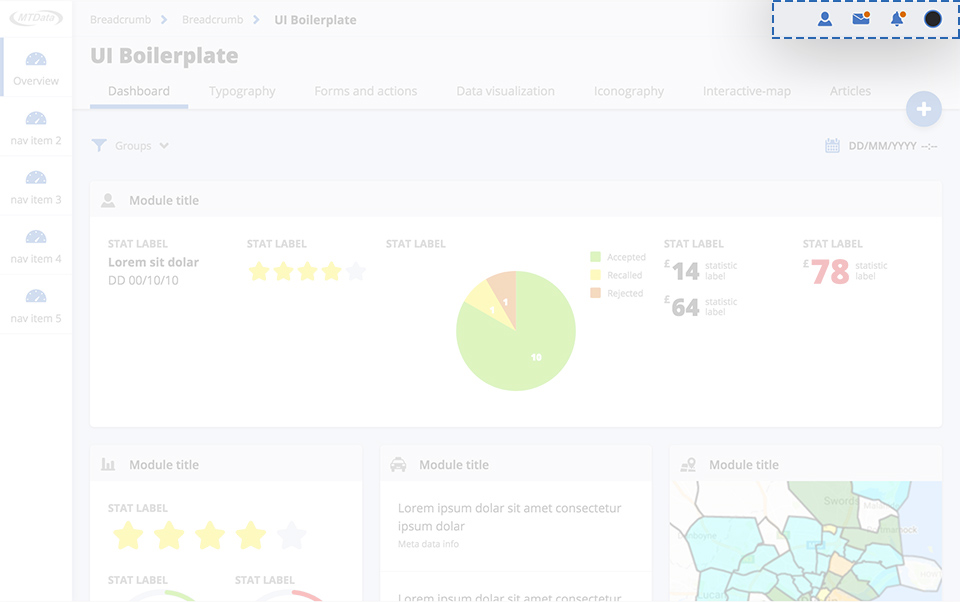 MTData
Breadcrumb Breadcrumb UI Boilerplate
UI Boilerplate
Overview
nav item 2
nav item 3
nav item 4
nav item 5
Dashboard Typography Forms and actions Data visualization Iconography Interactive-map Articles
Groups DD/MM/YYYY --:--
Module title
STAT LABEL
Lorem sit dolar
DD 00/10/10
STAT LABEL
STAT LABEL
1
10
Accepted
Recalled
Rejected
STAT LABEL
£14 statistic label
£64 statistic label
STAT LABEL
£78 statistic label
Module title
STAT LABEL
STAT LABEL STAT LABEL
Module title
Lorem ipsum dolar sit amet consectetur
ipsum dolar
Meta data info
Lorem ipsum dolar sit amet consectetur
Module title
Swords
Lucan